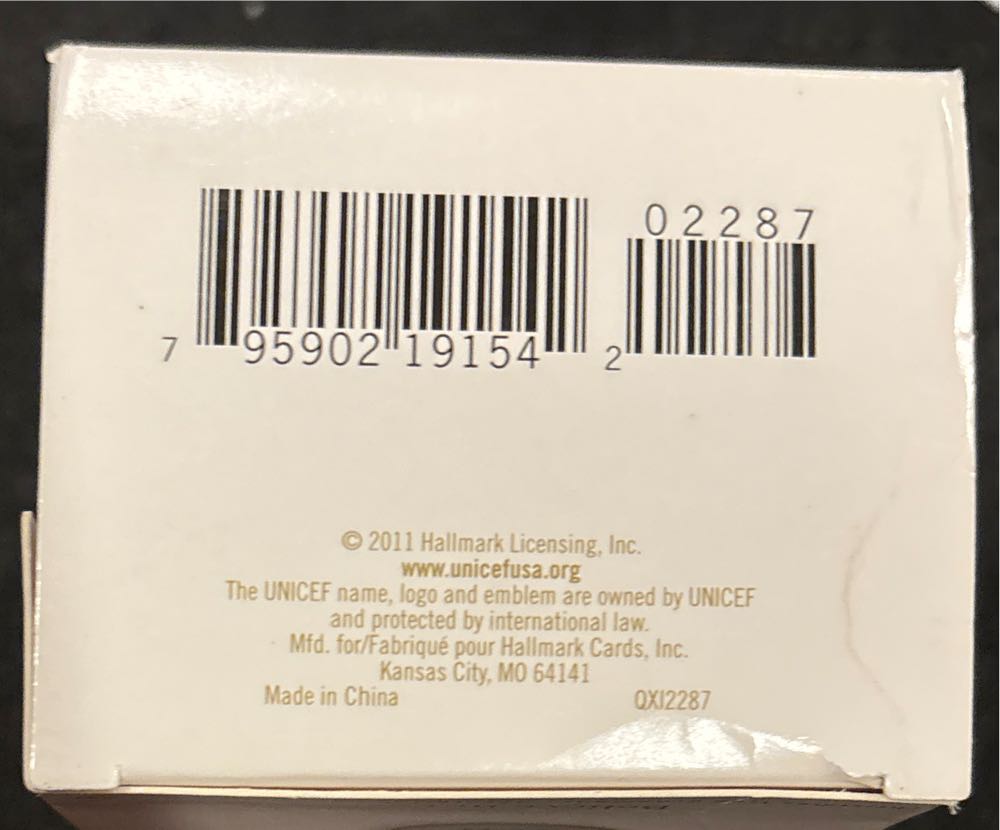 02287
7 95902 19154 2
© 2011 Hallmark Licensing, Inc.
www.unicefusa.org
The UNICEF name, logo and emblem are owned by UNICEF
and protected by international law.
Mfd. for/Fabriqué pour Hallmark Cards, Inc.
Kansas City, MO 64141
Made in China QXI2287